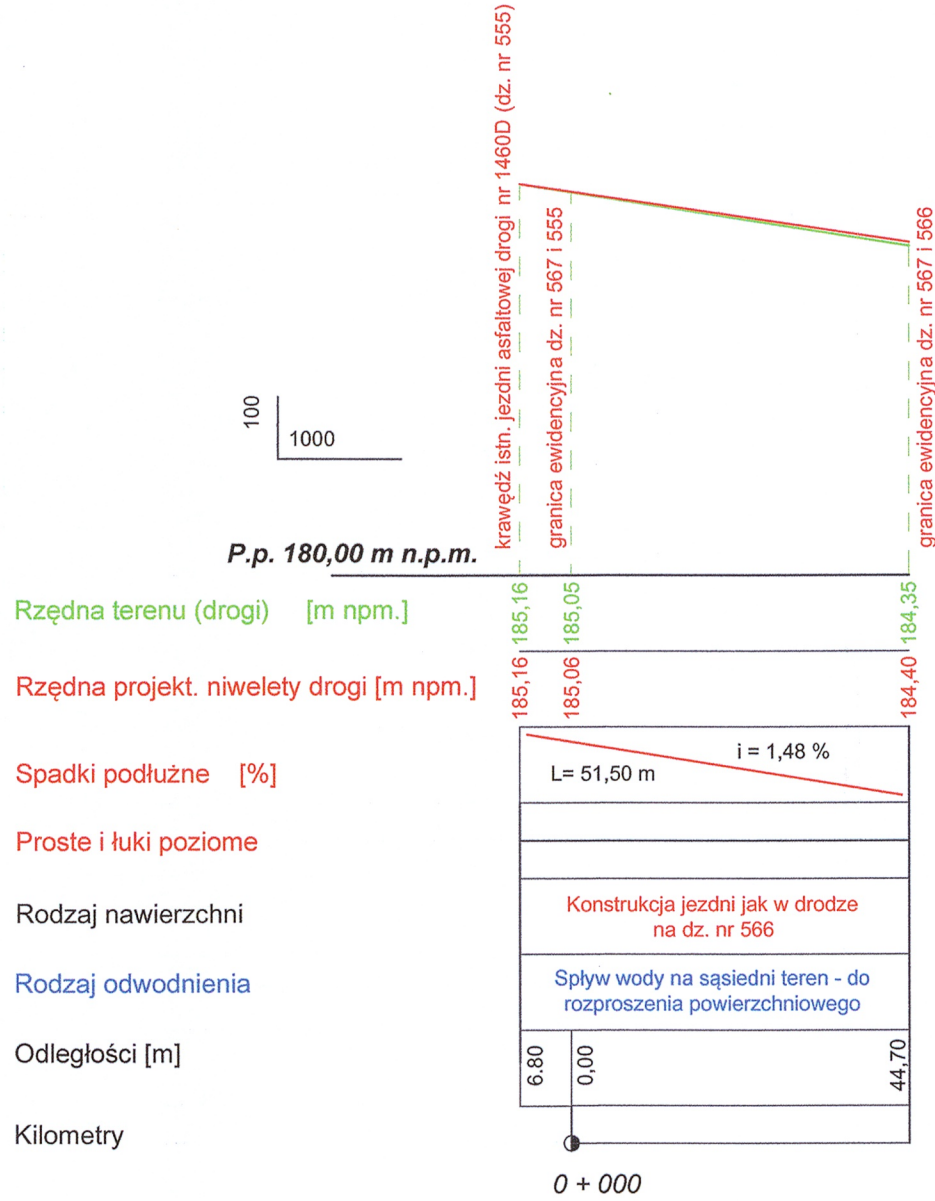 krawędź istn. jezdni asfaltowej drogi nr 1460D (dz. nr 555)
granica ewidencyjna dz. nr 567 i 555
granica ewidencyjna dz. nr 567 i 566
100
1000
P.p. 180,00 m n.p.m.
Rzędna terenu (drogi) [m npm.]
185,16
185,05
184,35
Rzędna projekt. niwelety drogi [m npm.]
185,16
185,06
184,40
Spadki podłużne [%]
L= 51,50 m
i = 1,48 %
Proste i łuki poziome
Rodzaj nawierzchni
Konstrukcja jezdni jak w drodze
na dz. nr 566
Rodzaj odwodnienia
Spływ wody na sąsiedni teren - do
rozproszenia powierzchniowego
Odległości [m]
6.80
0,00
44,70
Kilometry
0 + 000